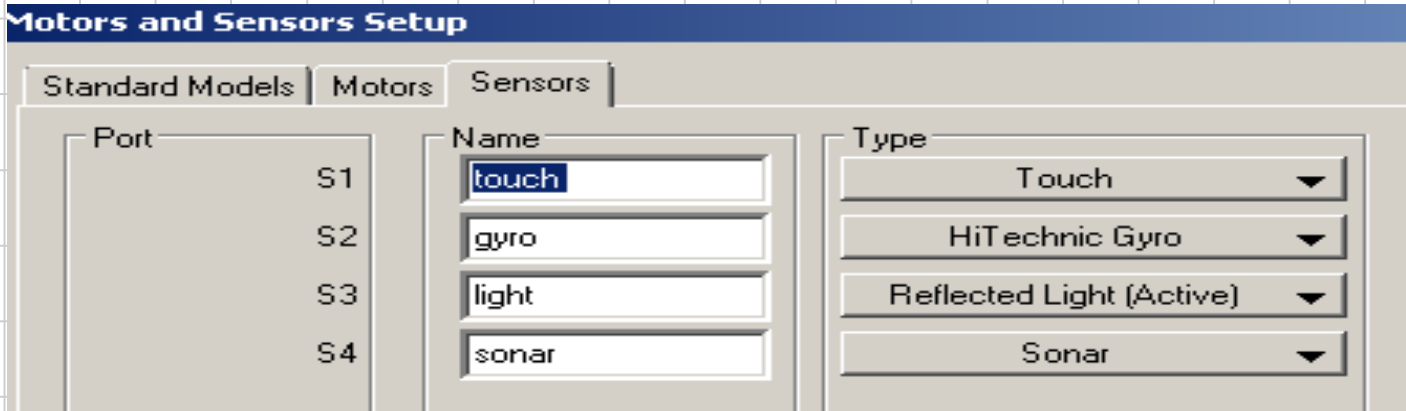 Motors and Sensors Setup
Standard Models Motors Sensors
Port Name Type
S1 touch Touch
S2 gyro HiTechnic Gyro
S3 light Reflected Light (Active)
S4 sonar Sonar